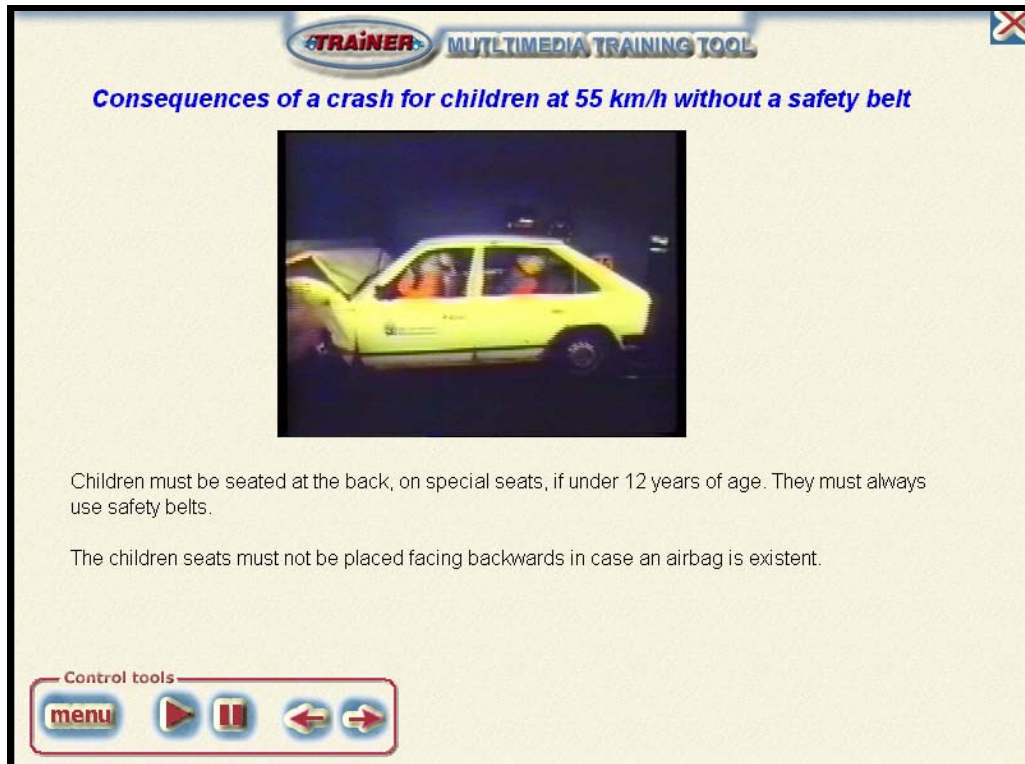 TRAiNER MUTLTIMEDIA TRAINING TOOL
Consequences of a crash for children at 55 km/h without a safety belt
Children must be seated at the back, on special seats, if under 12 years of age. They must always
use safety belts.
The children seats must not be placed facing backwards in case an airbag is existent.
Control tools
menu